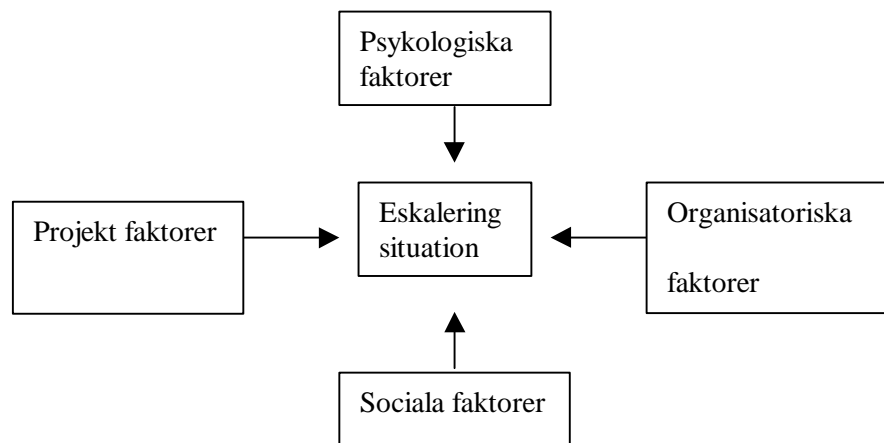 Psykologiska
faktorer
Projekt faktorer
Eskalering
situation
Organisatoriska
faktorer
Sociala faktorer